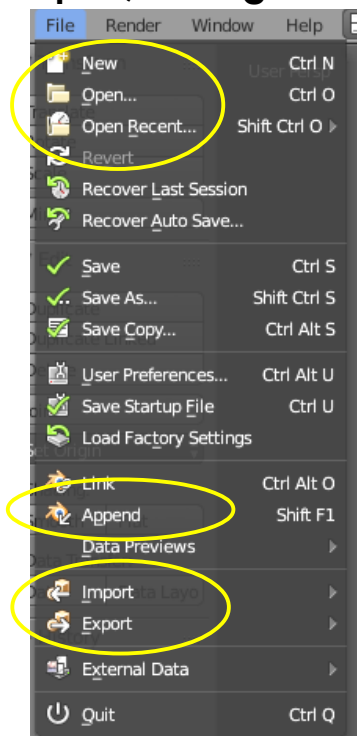 File Render Window Help
New Ctrl N
Open... Ctrl O
Open Recent... Shift Ctrl O
Revert
Recover Last Session
Recover Auto Save...
Save Ctrl S
Save As... Shift Ctrl S
Save Copy... Ctrl Alt S
User Preferences... Ctrl Alt U
Save Startup File Ctrl U
Load Factory Settings
Link Ctrl Alt O
Append Shift F1
Data Previews
Import
Export
External Data
Quit Ctrl Q